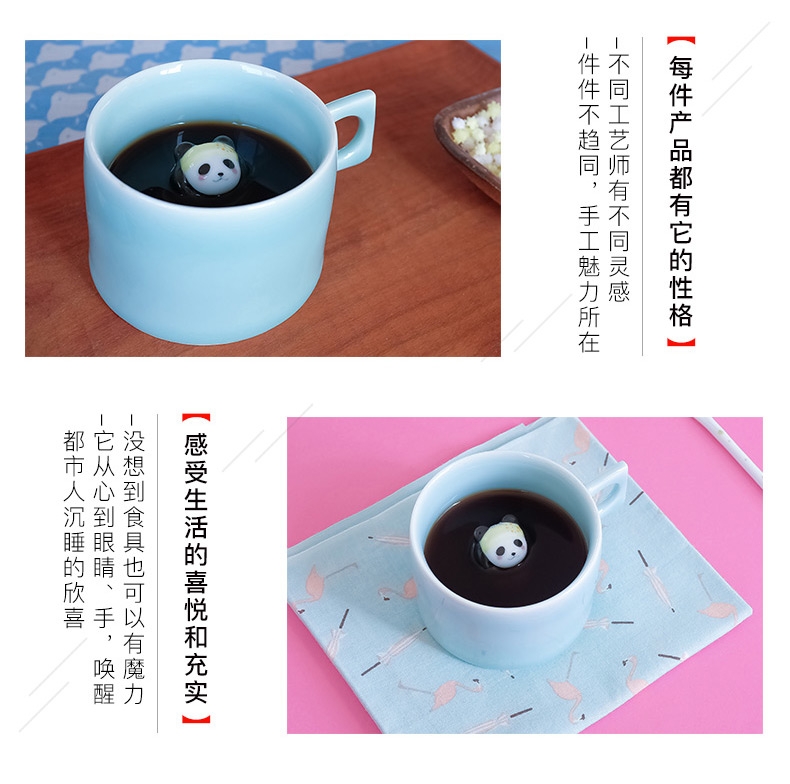 【每件产品都有它的性格】
–不同工艺师有不同灵感
–件件不趋同，手工魅力所在
【感受生活的喜悦和充实】
–没想到食具也可以有魔力
–它从心到眼睛、手，唤醒
都市人沉睡的欣喜